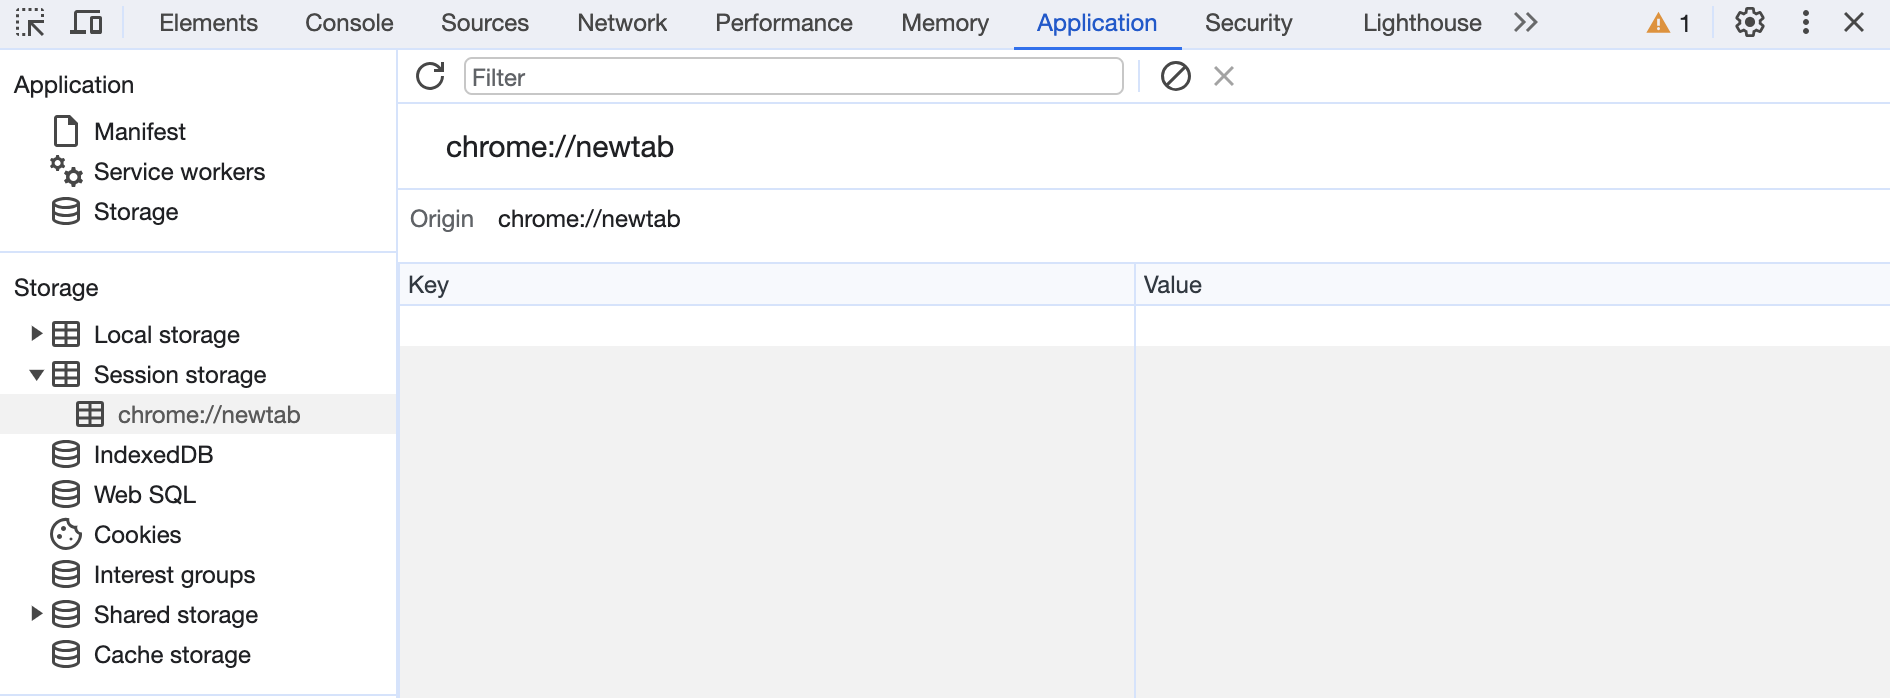 Elements Console Sources Network Performance Memory Application Security Lighthouse 1
Application
Manifest
Service workers
Storage
Storage
Local storage
Session storage
chrome://newtab
IndexedDB
Web SQL
Cookies
Interest groups
Shared storage
Cache storage
Filter
chrome://newtab
Origin chrome://newtab
Key Value